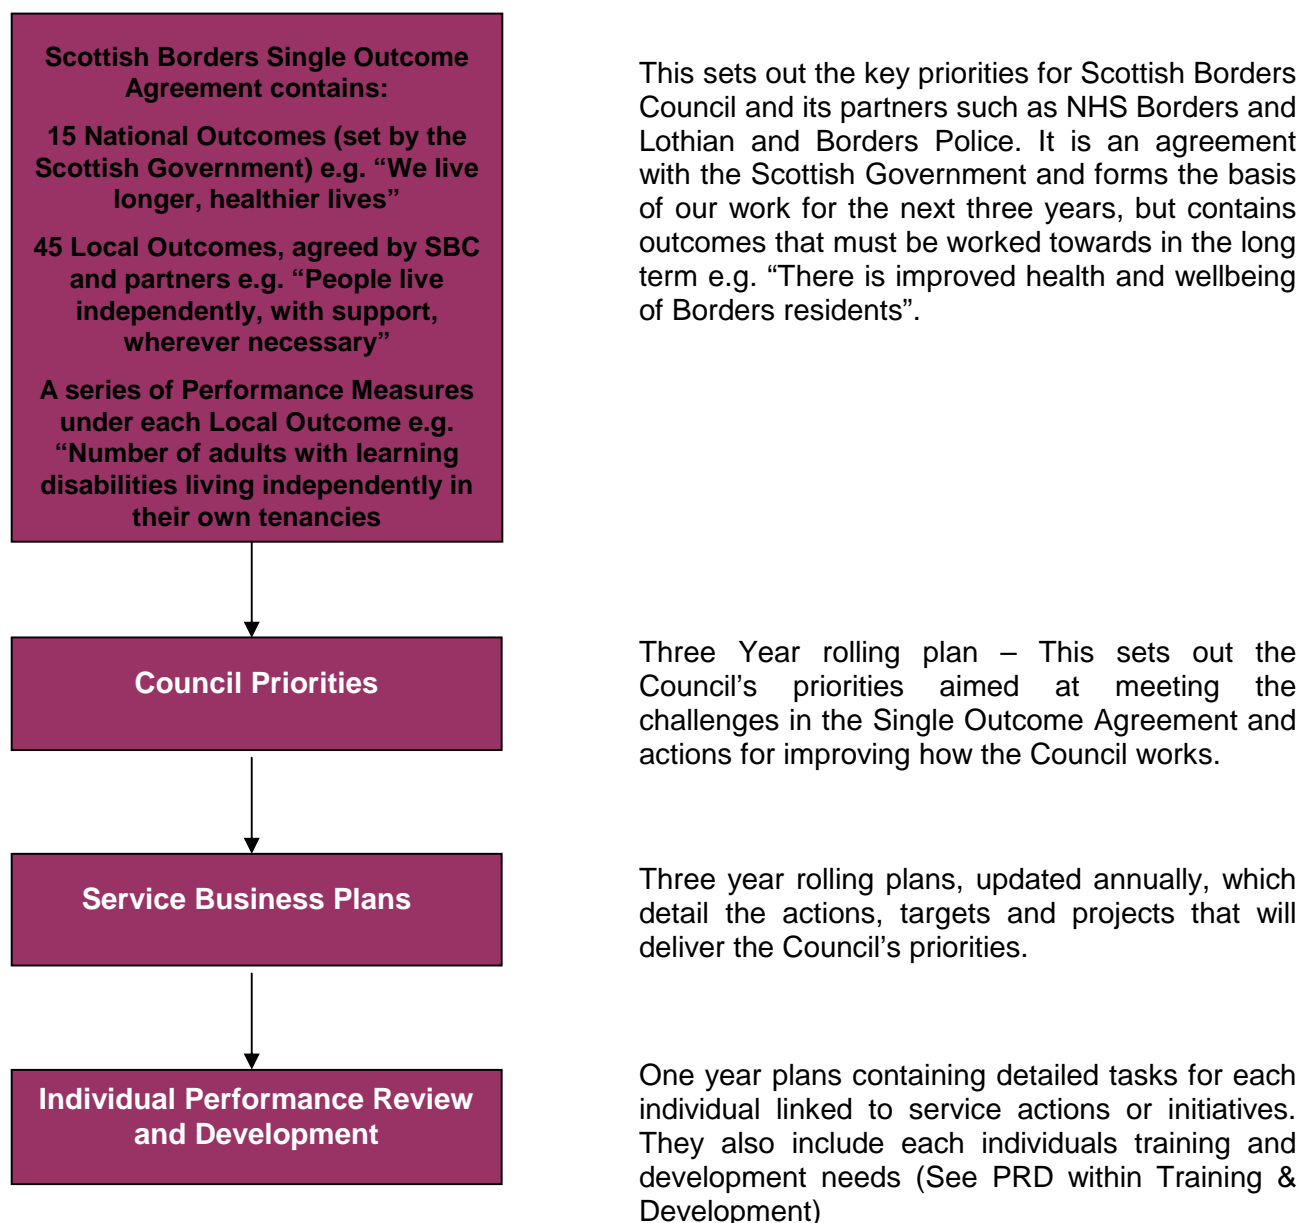 Scottish Borders Single Outcome
Agreement contains:
15 National Outcomes (set by the
Scottish Government) e.g. “We live
longer, healthier lives”
45 Local Outcomes, agreed by SBC
and partners e.g. “People live
independently, with support,
wherever necessary”
A series of Performance Measures
under each Local Outcome e.g.
“Number of adults with learning
disabilities living independently in
their own tenancies
This sets out the key priorities for Scottish Borders
Council and its partners such as NHS Borders and
Lothian and Borders Police. It is an agreement
with the Scottish Government and forms the basis
of our work for the next three years, but contains
outcomes that must be worked towards in the long
term e.g. “There is improved health and wellbeing
of Borders residents”.
Council Priorities
Three Year rolling plan – This sets out the
Council’s priorities aimed at meeting the
challenges in the Single Outcome Agreement and
actions for improving how the Council works.
Service Business Plans
Three year rolling plans, updated annually, which
detail the actions, targets and projects that will
deliver the Council’s priorities.
Individual Performance Review
and Development
One year plans containing detailed tasks for each
individual linked to service actions or initiatives.
They also include each individuals training and
development needs (See PRD within Training &
Development)